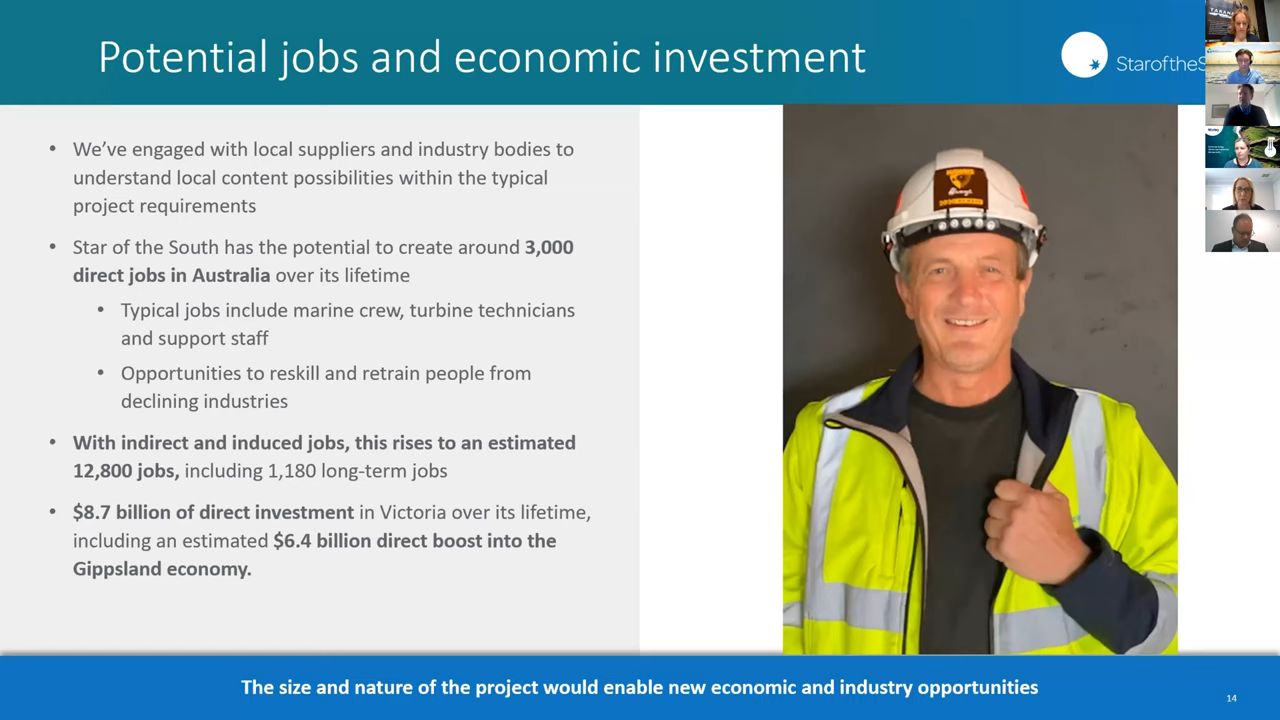 Potential jobs and economic investment
StaroftheS
• We've engaged with local suppliers and industry bodies to
understand local content possibilities within the typical
project requirements
• Star of the South has the potential to create around 3,000
direct jobs in Australia over its lifetime
• Typical jobs include marine crew, turbine technicians
and support staff
• Opportunities to reskill and retrain people from
declining industries
• With indirect and induced jobs, this rises to an estimated
12,800 jobs, including 1,180 long-term jobs
• $8.7 billion of direct investment in Victoria over its lifetime,
including an estimated $6.4 billion direct boost into the
Gippsland economy.
The size and nature of the project would enable new economic and industry opportunities
14